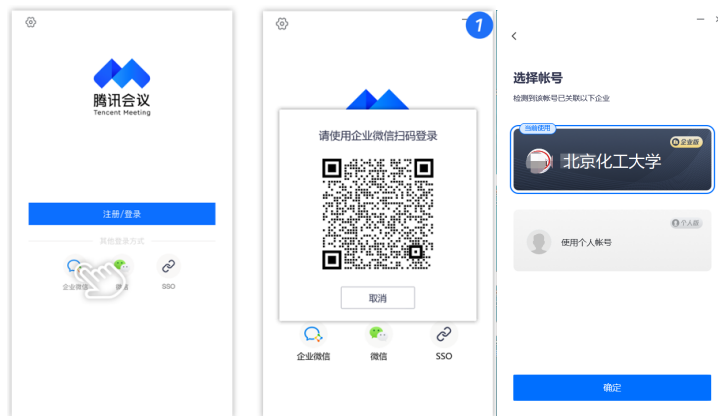 腾讯会议
Tencent Meeting
注册/登录
其他登录方式
企业微信
微信
SSO
1
请使用企业微信扫码登录
取消
企业微信
微信
SSO
选择帐号
检测到该帐号已关联以下企业
当前使用
企业版
北京化工大学
个人版
使用个人帐号
确定